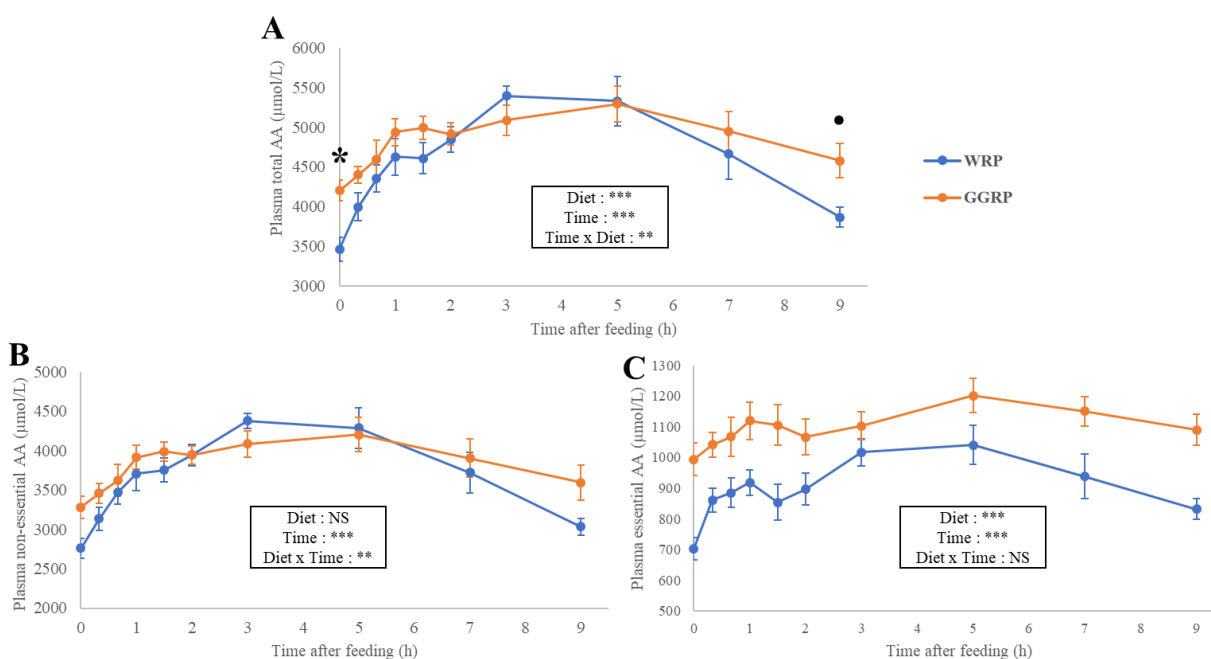 A
Plasma total AA (µmol/L)
6000
5500
5000
4500
4000
3500
3000
*
•
Diet : ***
Time : ***
Time x Diet : **
0 1 2 3 4 5 6 7 8 9
Time after feeding (h)
WRP
GGRP
B
Plasma non-essential AA (µmol/L)
5000
4500
4000
3500
3000
2500
2000
Diet : NS
Time : ***
Diet x Time : **
0 1 2 3 4 5 6 7 8 9
Time after feeding (h)
C
Plasma essential AA (µmol/L)
1300
1200
1100
1000
900
800
700
600
500
Diet : ***
Time : ***
Diet x Time : NS
0 1 2 3 4 5 6 7 8 9
Time after feeding (h)